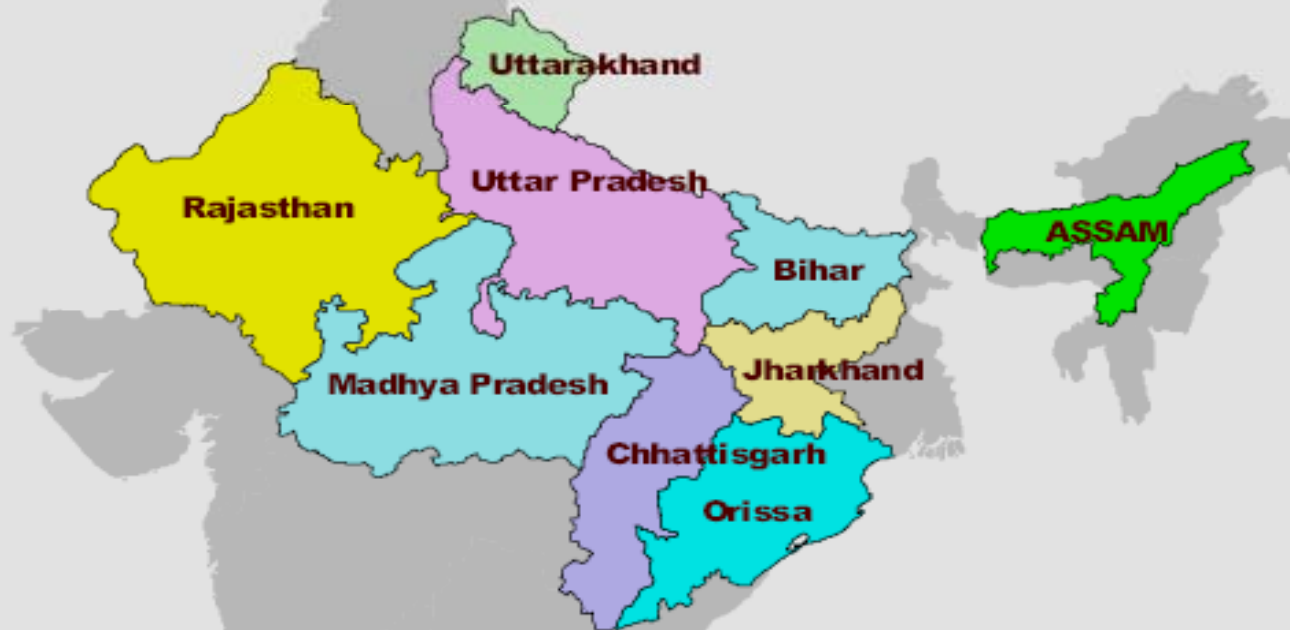 Uttarakhand
Uttar Pradesh
Rajasthan
ASSAM
Bihar
Jharkhand
Madhya Pradesh
Chhattisgarh
Orissa